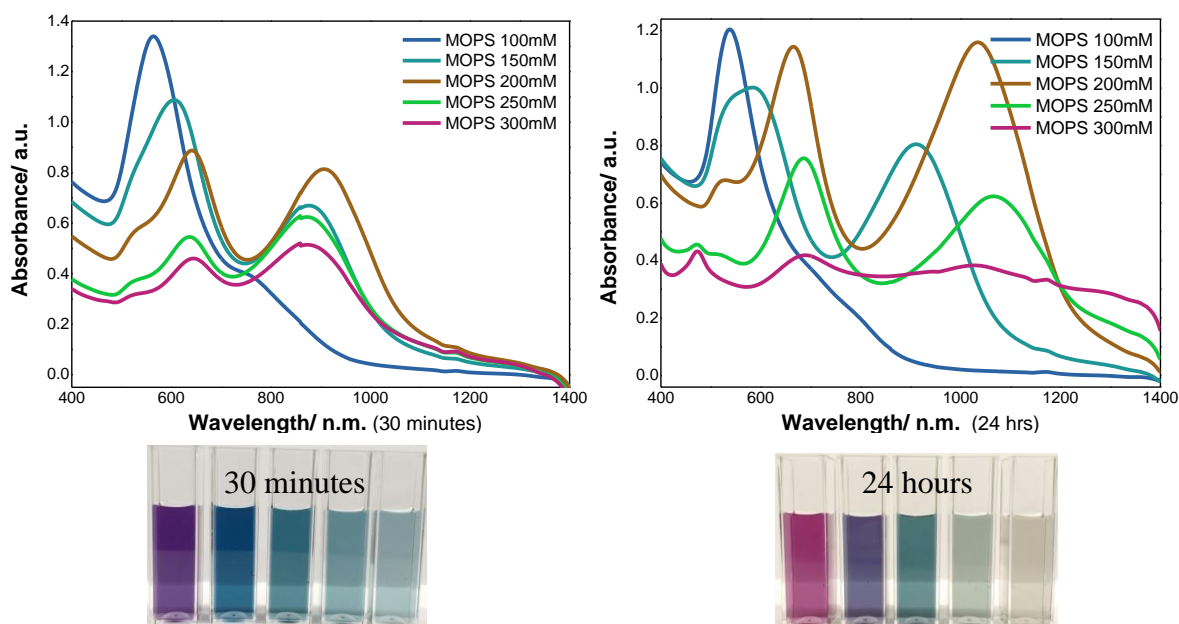 1.4
1.2
1.0
0.8
0.6
0.4
0.2
0.0
Absorbance/ a.u.
MOPS 100mM
MOPS 150mM
MOPS 200mM
MOPS 250mM
MOPS 300mM
400 600 800 1000 1200 1400
Wavelength/ n.m. (30 minutes)
1.2
1.0
0.8
0.6
0.4
0.2
0.0
Absorbance/ a.u.
MOPS 100mM
MOPS 150mM
MOPS 200mM
MOPS 250mM
MOPS 300mM
400 600 800 1000 1200 1400
Wavelength/ n.m. (24 hrs)
30 minutes
24 hours